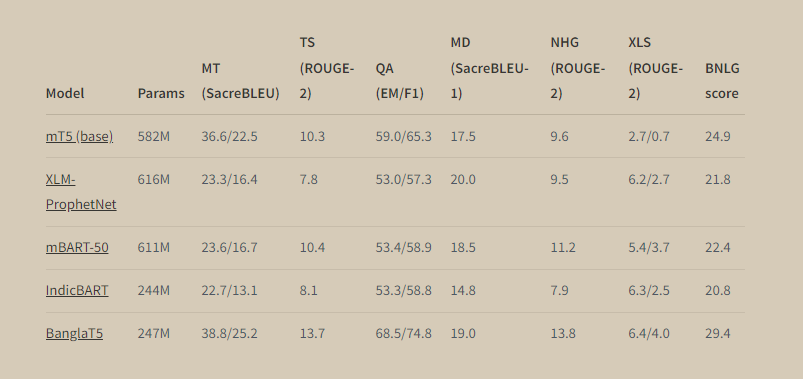 Model Params MT (SacreBLEU) TS (ROUGE-2) QA (EM/F1) MD (SacreBLEU-1) NHG (ROUGE-2) XLS (ROUGE-2) BNLG score
mT5 (base) 582M 36.6/22.5 10.3 59.0/65.3 17.5 9.6 2.7/0.7 24.9
XLM-ProphetNet 616M 23.3/16.4 7.8 53.0/57.3 20.0 9.5 6.2/2.7 21.8
mBART-50 611M 23.6/16.7 10.4 53.4/58.9 18.5 11.2 5.4/3.7 22.4
IndicBART 244M 22.7/13.1 8.1 53.3/58.8 14.8 7.9 6.3/2.5 20.8
BanglaT5 247M 38.8/25.2 13.7 68.5/74.8 19.0 13.8 6.4/4.0 29.4